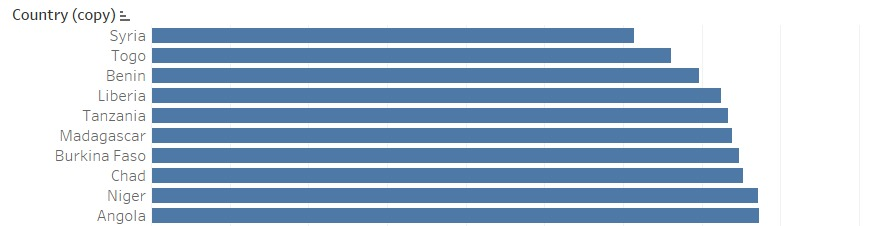 Country (copy)
Syria
Togo
Benin
Liberia
Tanzania
Madagascar
Burkina Faso
Chad
Niger
Angola